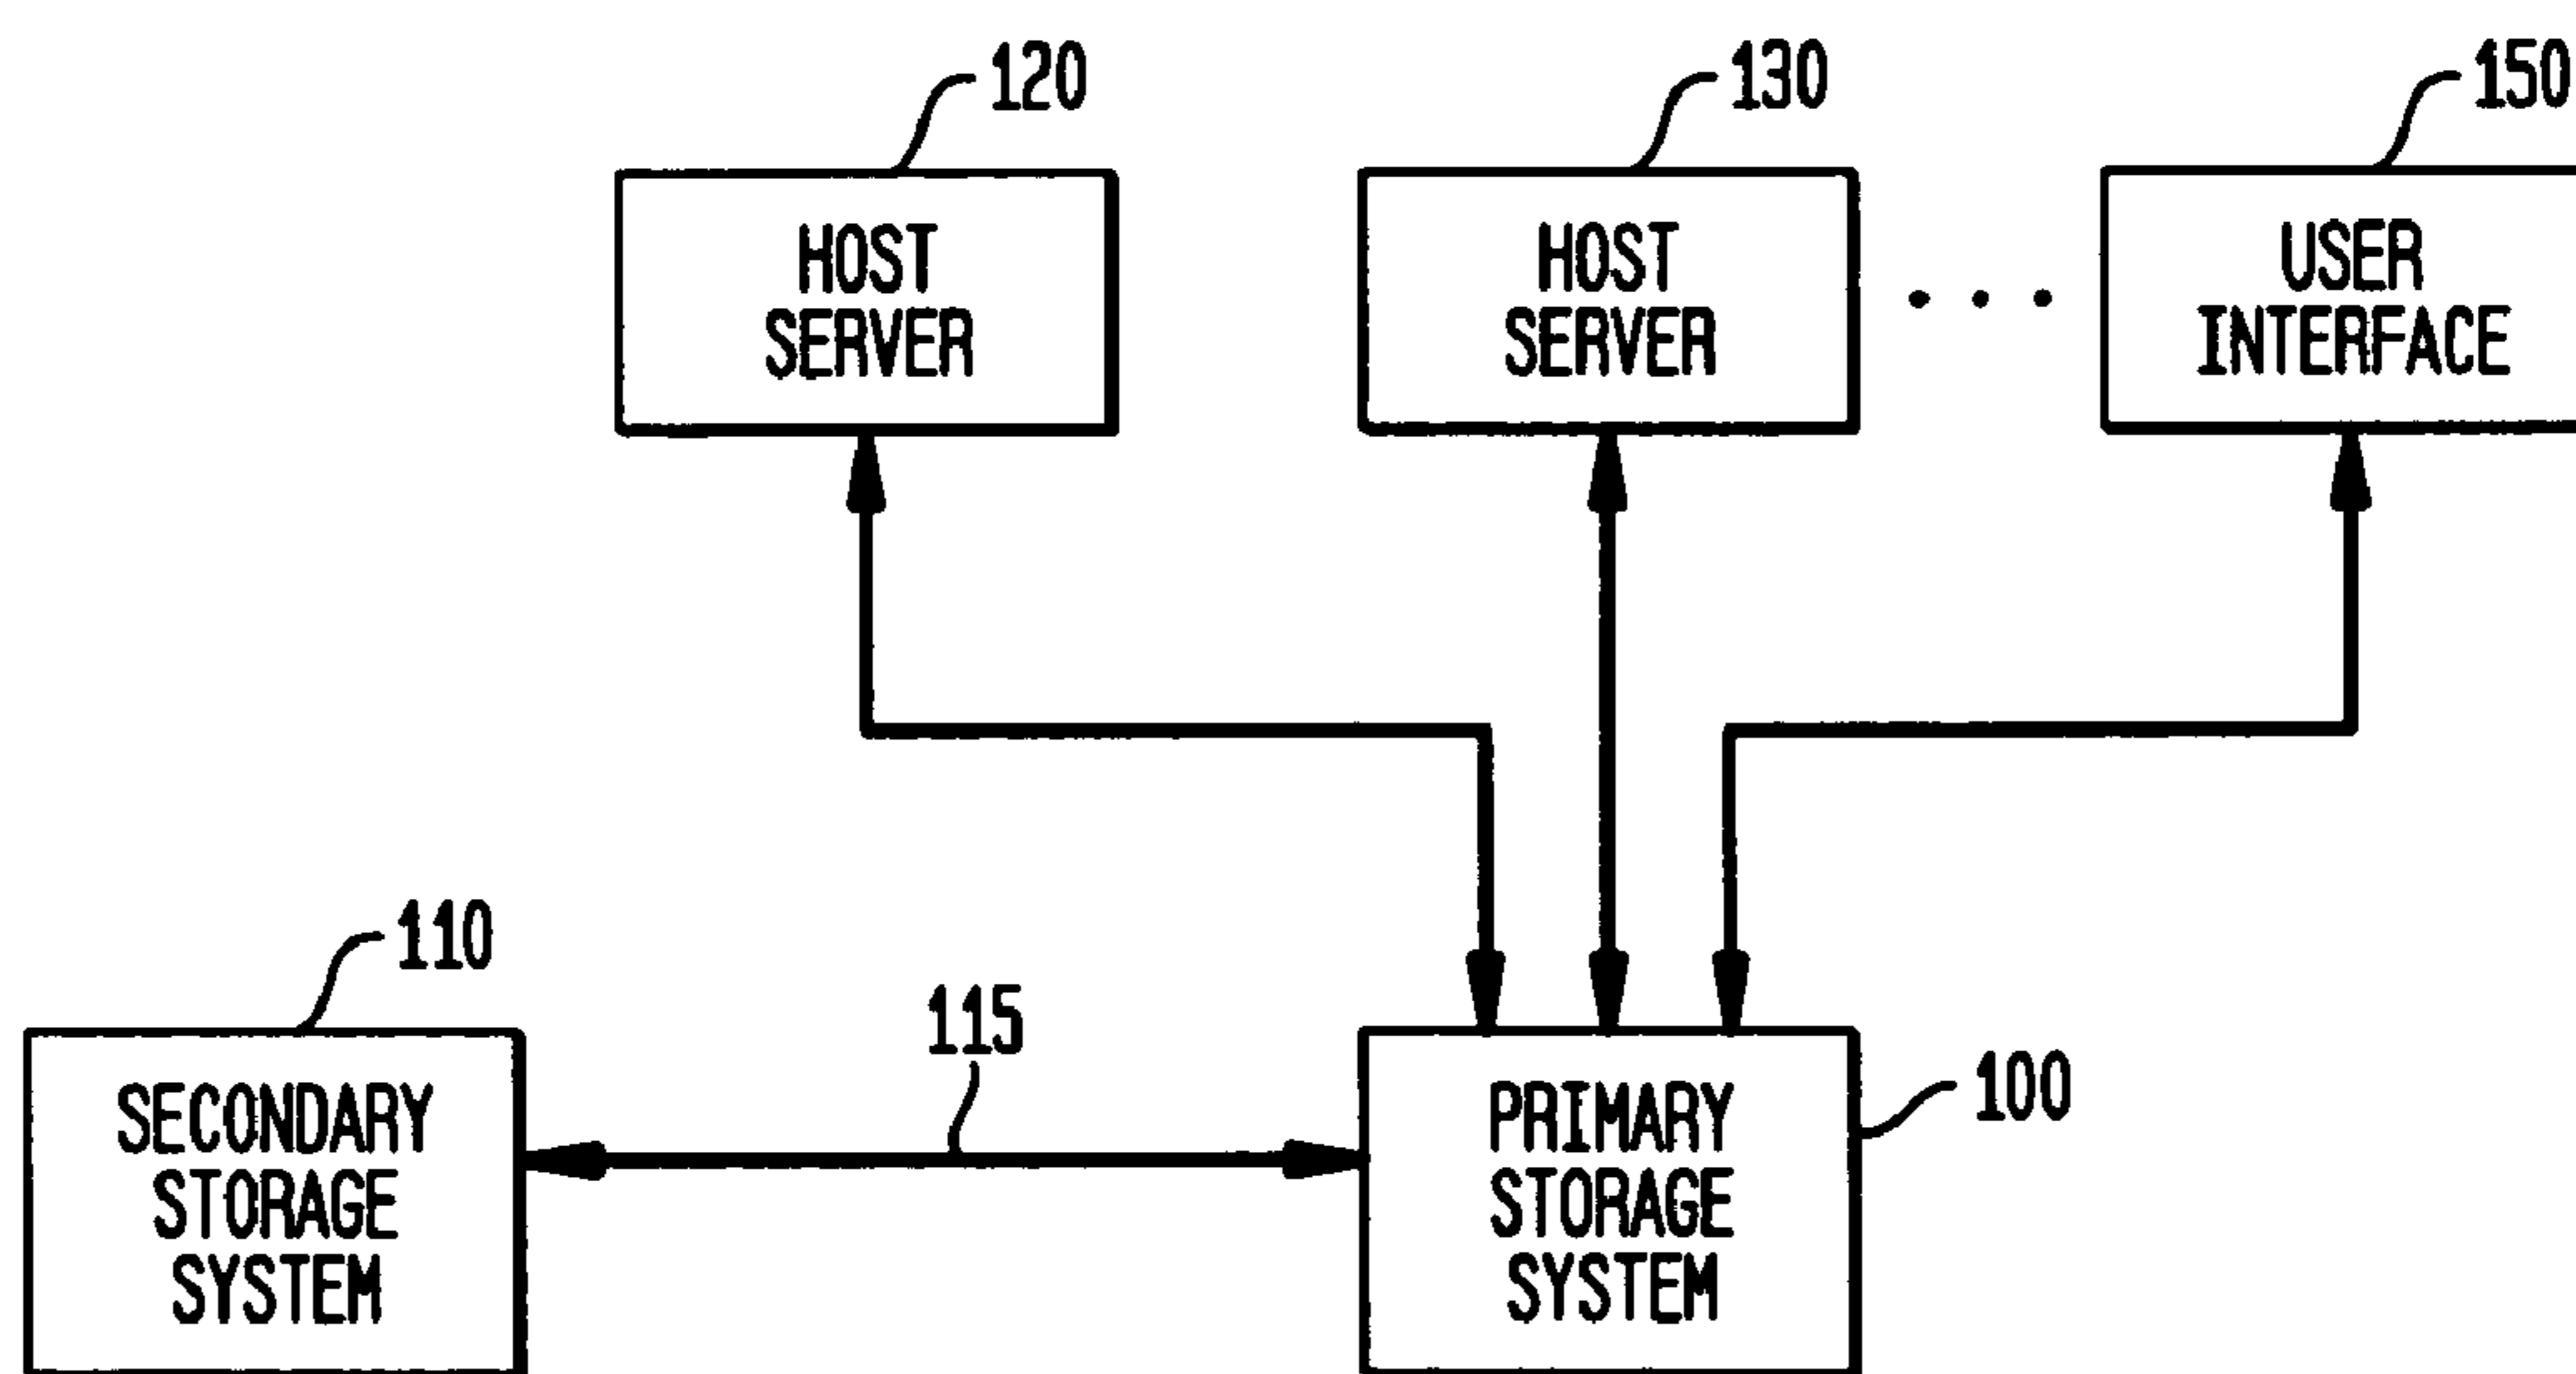 120
130
150
HOST
SERVER
HOST
SERVER
USER
INTERFACE
110
115
100
SECONDARY
STORAGE
SYSTEM
PRIMARY
STORAGE
SYSTEM